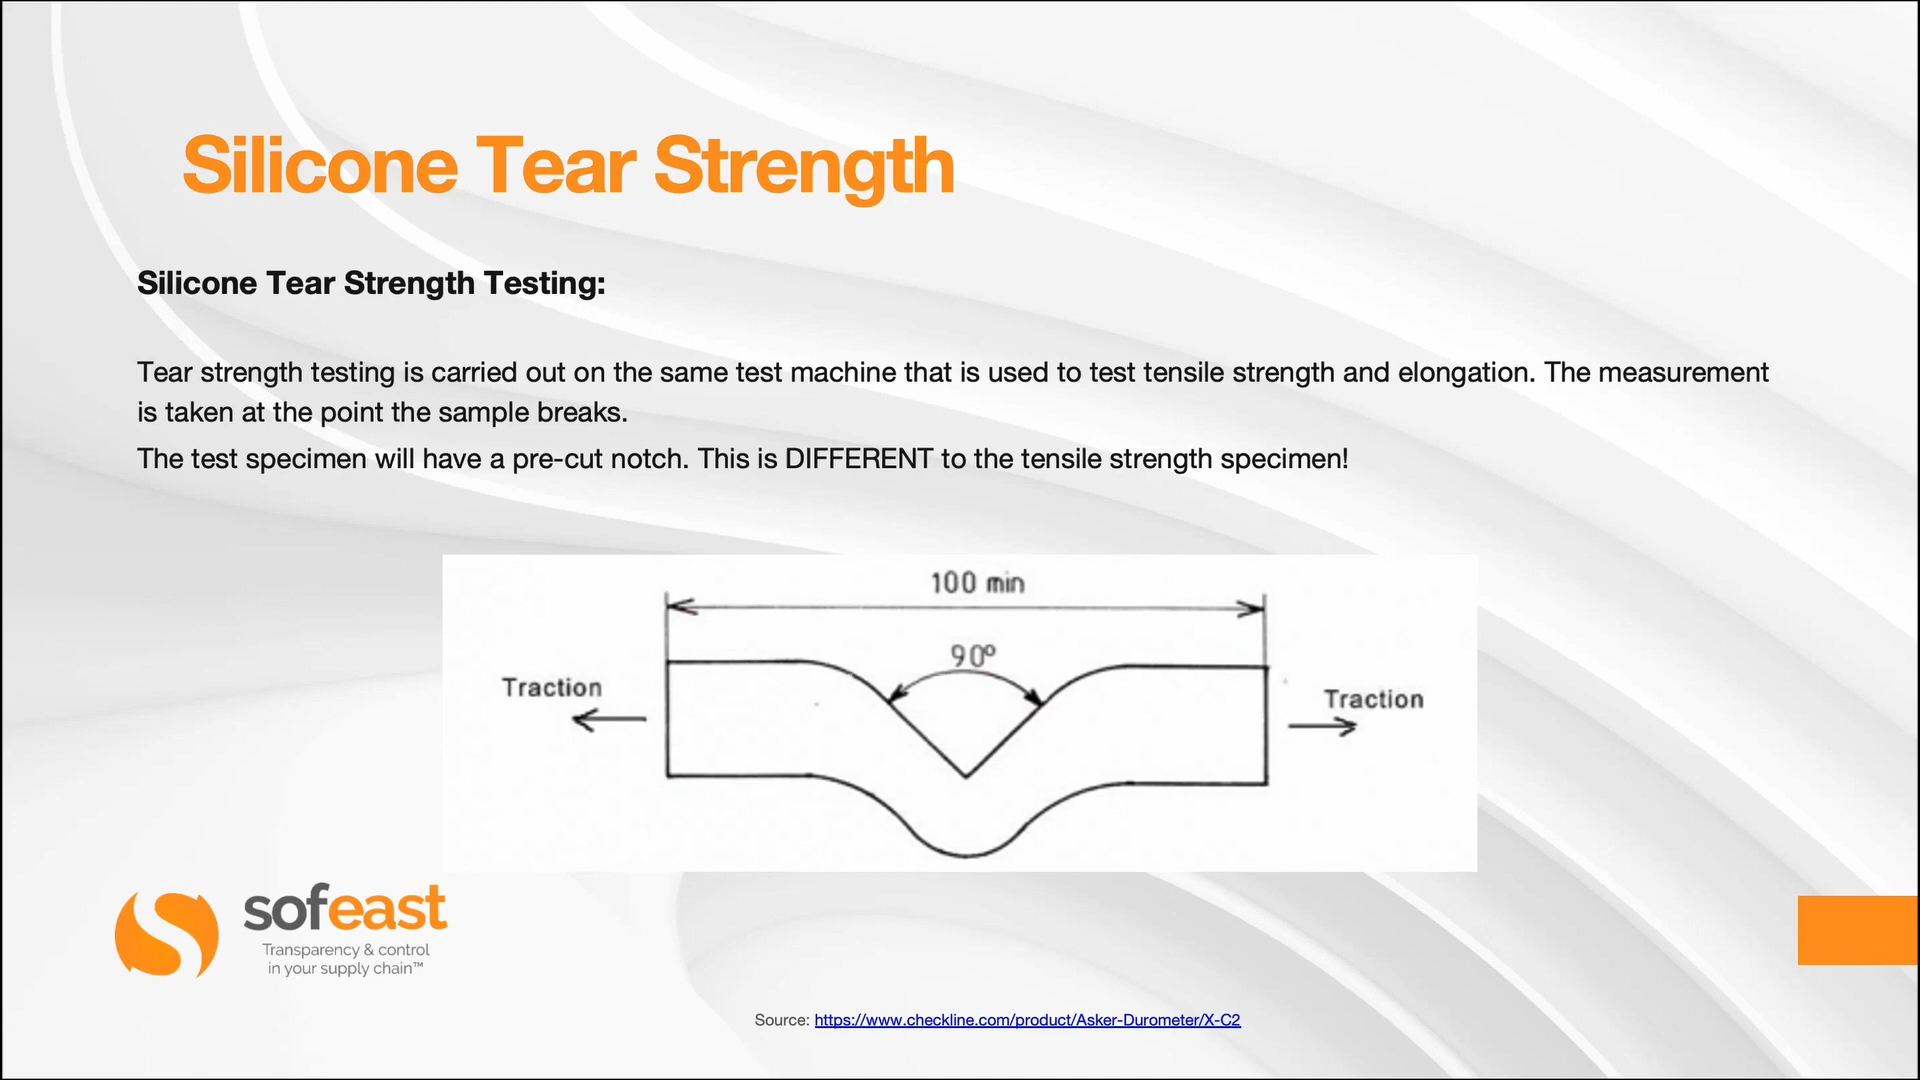 Silicone Tear Strength
Silicone Tear Strength Testing:
Tear strength testing is carried out on the same test machine that is used to test tensile strength and elongation. The measurement
is taken at the point the sample breaks.
The test specimen will have a pre-cut notch. This is DIFFERENT to the tensile strength specimen!
100 min
90º
Traction
Traction
sofeast
Transparency & control
in your supply chain™
Source: https://www.checkline.com/product/Asker-Durometer/X-C2